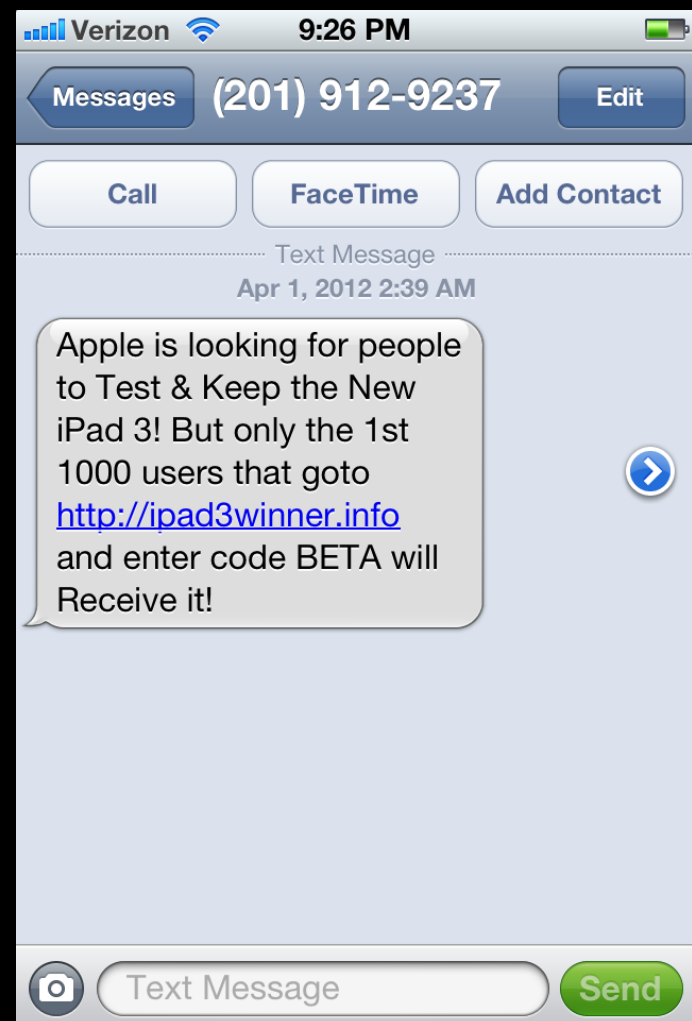 Verizon 9:26 PM
Messages (201) 912-9237 Edit
Call FaceTime Add Contact
Text Message
Apr 1, 2012 2:39 AM
Apple is looking for people
to Test & Keep the New
iPad 3! But only the 1st
1000 users that goto
http://ipad3winner.info
and enter code BETA will
Receive it!
Text Message Send